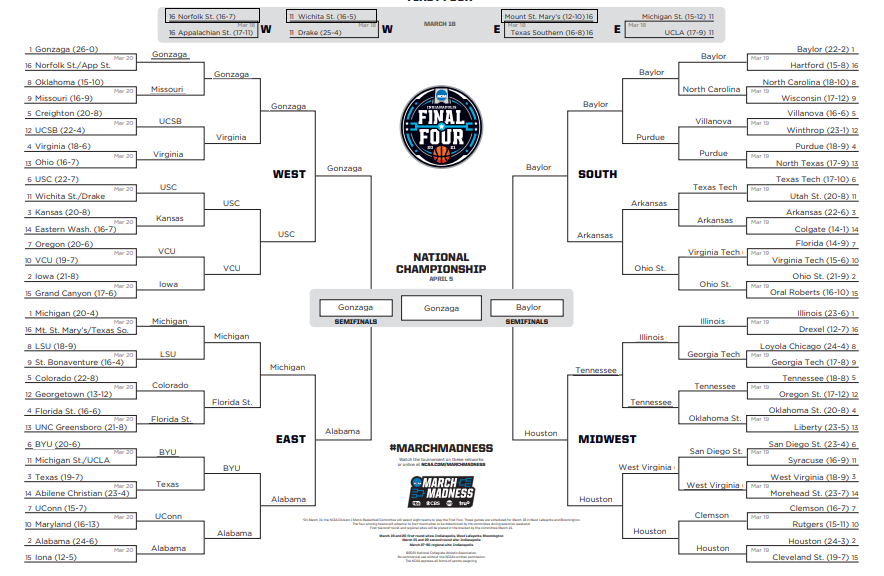 16 Norfolk St. (16-7)
16 Appalachian St. (17-11)
Mar 18
W
11 Wichita St. (16-5)
11 Drake (25-4)
Mar 18
W
MARCH 18
Mount St. Mary's (12-10) 16
Texas Southern (16-8) 16
Mar 18
E
Michigan St. (15-12) 11
UCLA (17-9) 11
Mar 18
E
1 Gonzaga (26-0)
Mar 20
16 Norfolk St./App St.
8 Oklahoma (15-10)
Mar 20
9 Missouri (16-9)
5 Creighton (20-8)
Mar 20
12 UCSB (22-4)
4 Virginia (18-6)
Mar 20
13 Ohio (16-7)
6 USC (22-7)
Mar 20
11 Wichita St./Drake
3 Kansas (20-8)
Mar 20
14 Eastern Wash. (16-7)
7 Oregon (20-6)
Mar 20
10 VCU (19-7)
2 Iowa (21-8)
Mar 20
15 Grand Canyon (17-6)
Gonzaga
Missouri
UCSB
Virginia
USC
Kansas
VCU
Iowa
Gonzaga
Virginia
USC
VCU
Gonzaga
USC
WEST
Gonzaga
1 Michigan (20-4)
Mar 20
16 Mt. St. Mary's/Texas So.
8 LSU (18-9)
Mar 20
9 St. Bonaventure (16-4)
5 Colorado (22-8)
Mar 20
12 Georgetown (13-12)
4 Florida St. (16-6)
Mar 20
13 UNC Greensboro (21-8)
6 BYU (20-6)
Mar 20
11 Michigan St./UCLA
3 Texas (19-7)
Mar 20
14 Abilene Christian (23-4)
7 UConn (15-7)
Mar 20
10 Maryland (16-13)
2 Alabama (24-6)
Mar 20
15 Iona (12-5)
Michigan
LSU
Colorado
Florida St.
BYU
Texas
UConn
Alabama
Michigan
Florida St.
BYU
Alabama
Michigan
Alabama
EAST
Alabama
NCAA
INDIANAPOLIS
FINAL
FOUR
20 21
NATIONAL
CHAMPIONSHIP
APRIL 5
Gonzaga
SEMIFINALS
Gonzaga
Baylor
SEMIFINALS
#MARCHMADNESS
Watch the tournament on these networks
or online at NCAA.COM/MARCHMADNESS
MARCH
MADNESS
Baylor
SOUTH
Baylor
Arkansas
Baylor
Purdue
Arkansas
Ohio St.
Baylor
North Carolina
Villanova
Purdue
Texas Tech
Arkansas
Virginia Tech
Ohio St.
Baylor (22-2) 1
Mar 19
Hartford (15-8) 16
North Carolina (18-10) 8
Mar 19
Wisconsin (17-12) 9
Villanova (16-6) 5
Mar 19
Winthrop (23-1) 12
Purdue (18-9) 4
Mar 19
North Texas (17-9) 13
Texas Tech (17-10) 6
Mar 19
Utah St. (20-8) 11
Arkansas (22-6) 3
Mar 19
Colgate (14-1) 14
Florida (14-9) 7
Mar 19
Virginia Tech (15-6) 10
Ohio St. (21-9) 2
Mar 19
Oral Roberts (16-10) 15
Houston
MIDWEST
Tennessee
Houston
Illinois
Tennessee
West Virginia
Houston
Illinois
Georgia Tech
Tennessee
Oklahoma St.
San Diego St.
West Virginia
Clemson
Houston
Illinois (23-6) 1
Mar 19
Drexel (12-7) 16
Loyola Chicago (24-4) 8
Mar 19
Georgia Tech (17-8) 9
Tennessee (18-8) 5
Mar 19
Oregon St. (17-12) 12
Oklahoma St. (20-8) 4
Mar 19
Liberty (23-5) 13
San Diego St. (23-4) 6
Mar 19
Syracuse (16-9) 11
West Virginia (18-9) 3
Mar 19
Morehead St. (23-7) 14
Clemson (16-7) 7
Mar 19
Rutgers (15-11) 10
Houston (24-3) 2
Mar 19
Cleveland St. (19-7) 15